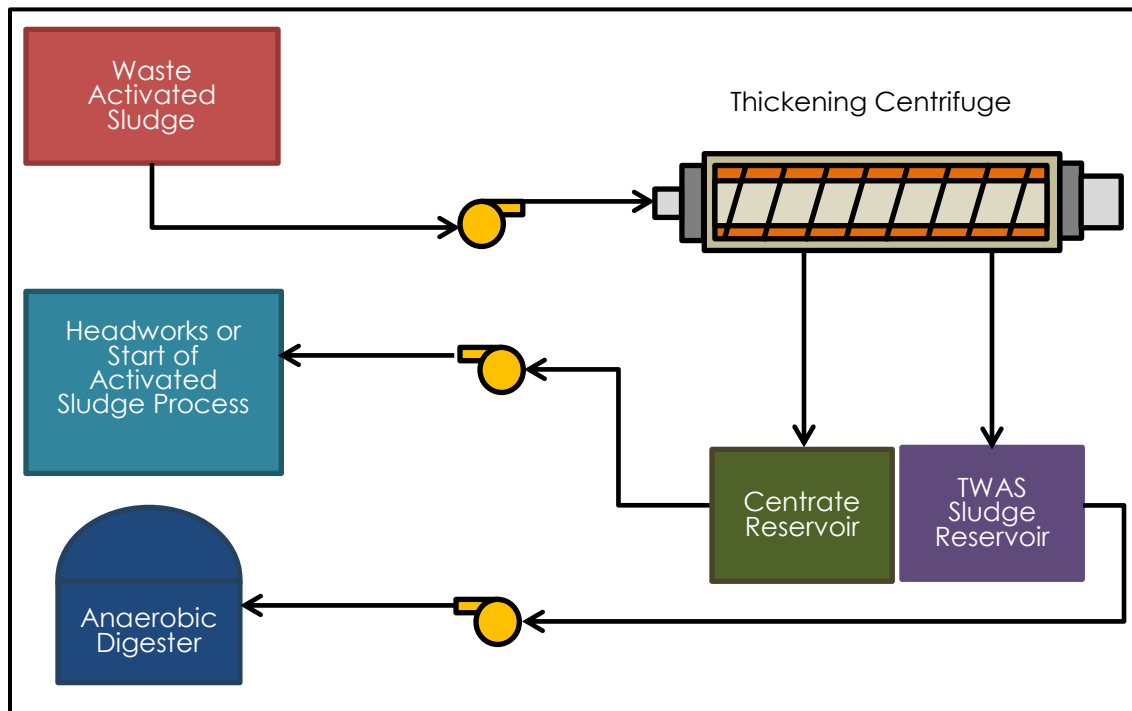 Waste
Activated
Sludge
Thickening Centrifuge
Headworks or
Start of
Activated
Sludge Process
Centrate
Reservoir
TWAS
Sludge
Reservoir
Anaerobic
Digester